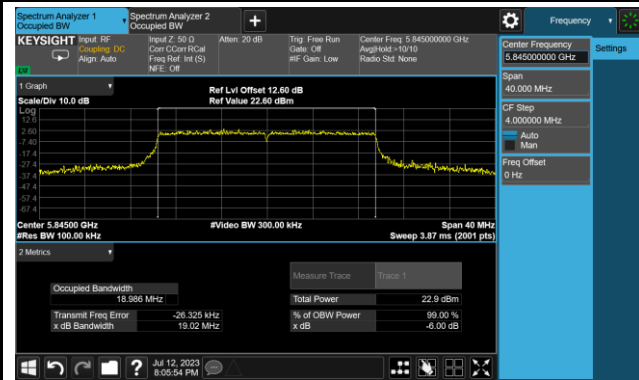 Spectrum Analyzer 1
Occupied BW
Spectrum Analyzer 2
Occupied BW
+
Frequency
KEYSIGHT
Input: RF
Coupling: DC
Align: Auto
Input Z: 50 Ω
Corr CCorr RCal
Freq Ref: Int (S)
NFE: Off
Atten: 20 dB
Trig: Free Run
Gate: Off
#IF Gain: Low
Center Freq: 5.845000000 GHz
Avg|Hold:>10/10
Radio Std: None
Center Frequency
5.845000000 GHz
Settings
Span
40.000 MHz
CF Step
4.000000 MHz
Auto
Man
Freq Offset
0 Hz
1 Graph
Scale/Div 10.0 dB
Ref Lvl Offset 12.60 dB
Ref Value 22.60 dBm
Log
12.6
2.60
-7.40
-17.4
-27.4
-37.4
-47.4
-57.4
-67.4
Center 5.84500 GHz
#Video BW 300.00 kHz
Span 40 MHz
#Res BW 100.00 kHz
Sweep 3.87 ms (2001 pts)
2 Metrics
Measure Trace
Trace 1
Occupied Bandwidth
18.986 MHz
Total Power
22.9 dBm
Transmit Freq Error
-26.325 kHz
% of OBW Power
99.00 %
x dB Bandwidth
19.02 MHz
x dB
-6.00 dB
?
Jul 12, 2023
8:05:54 PM